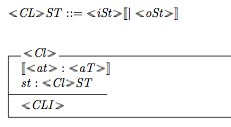 ≪CL≫ST ::= ≪iSt≫⟦| ≪oSt≫⟧
≪Cl≫
⟦≪at≫ : ≪aT≫⟧
st : ≪Cl≫ST
≪CLI≫